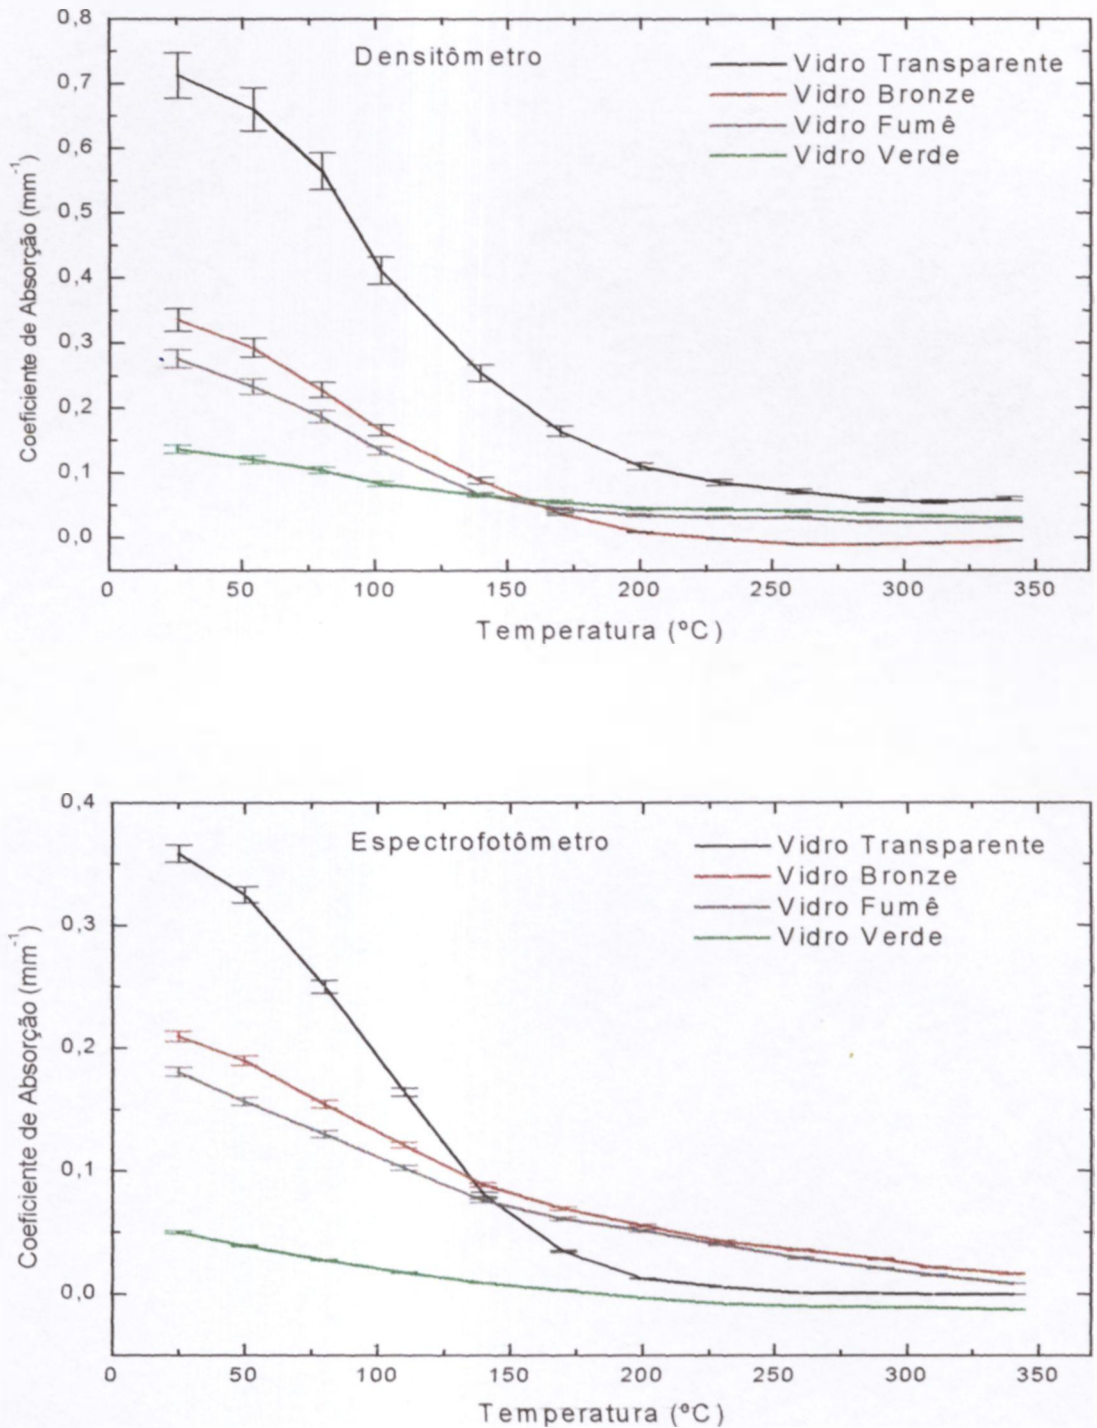 0,8
0,7
0,6
0,5
0,4
0,3
0,2
0,1
0,0
Coeficiente de Absorção (mm-1)
Densitômetro
Vidro Transparente
Vidro Bronze
Vidro Fumê
Vidro Verde
0 50 100 150 200 250 300 350
Temperatura (ºC)
0,4
0,3
0,2
0,1
0,0
Coeficiente de Absorção (mm-1)
Espectrofotômetro
Vidro Transparente
Vidro Bronze
Vidro Fumê
Vidro Verde
0 50 100 150 200 250 300 350
Temperatura (ºC)